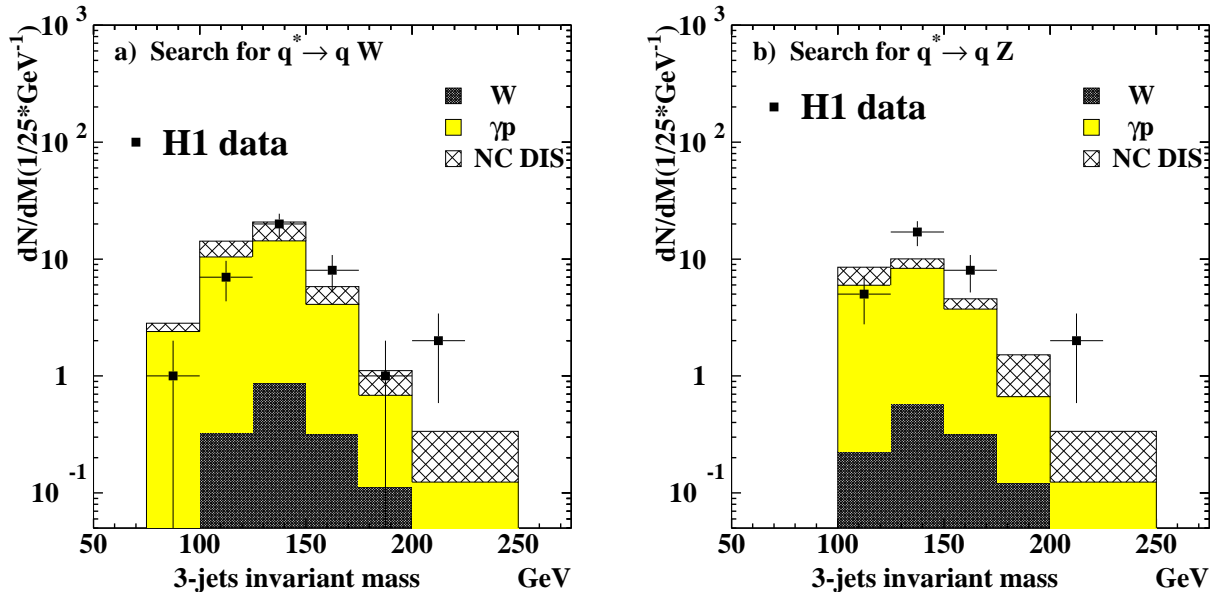 a) Search for q* → q W
dN/dM(1/25*GeV-1)
10 3
10 2
10
1
10 -1
W
γp
NC DIS
H1 data
50 100 150 200 250
3-jets invariant mass GeV
b) Search for q* → q Z
dN/dM(1/25*GeV-1)
10 3
10 2
10
1
10 -1
W
γp
NC DIS
H1 data
50 100 150 200 250
3-jets invariant mass GeV